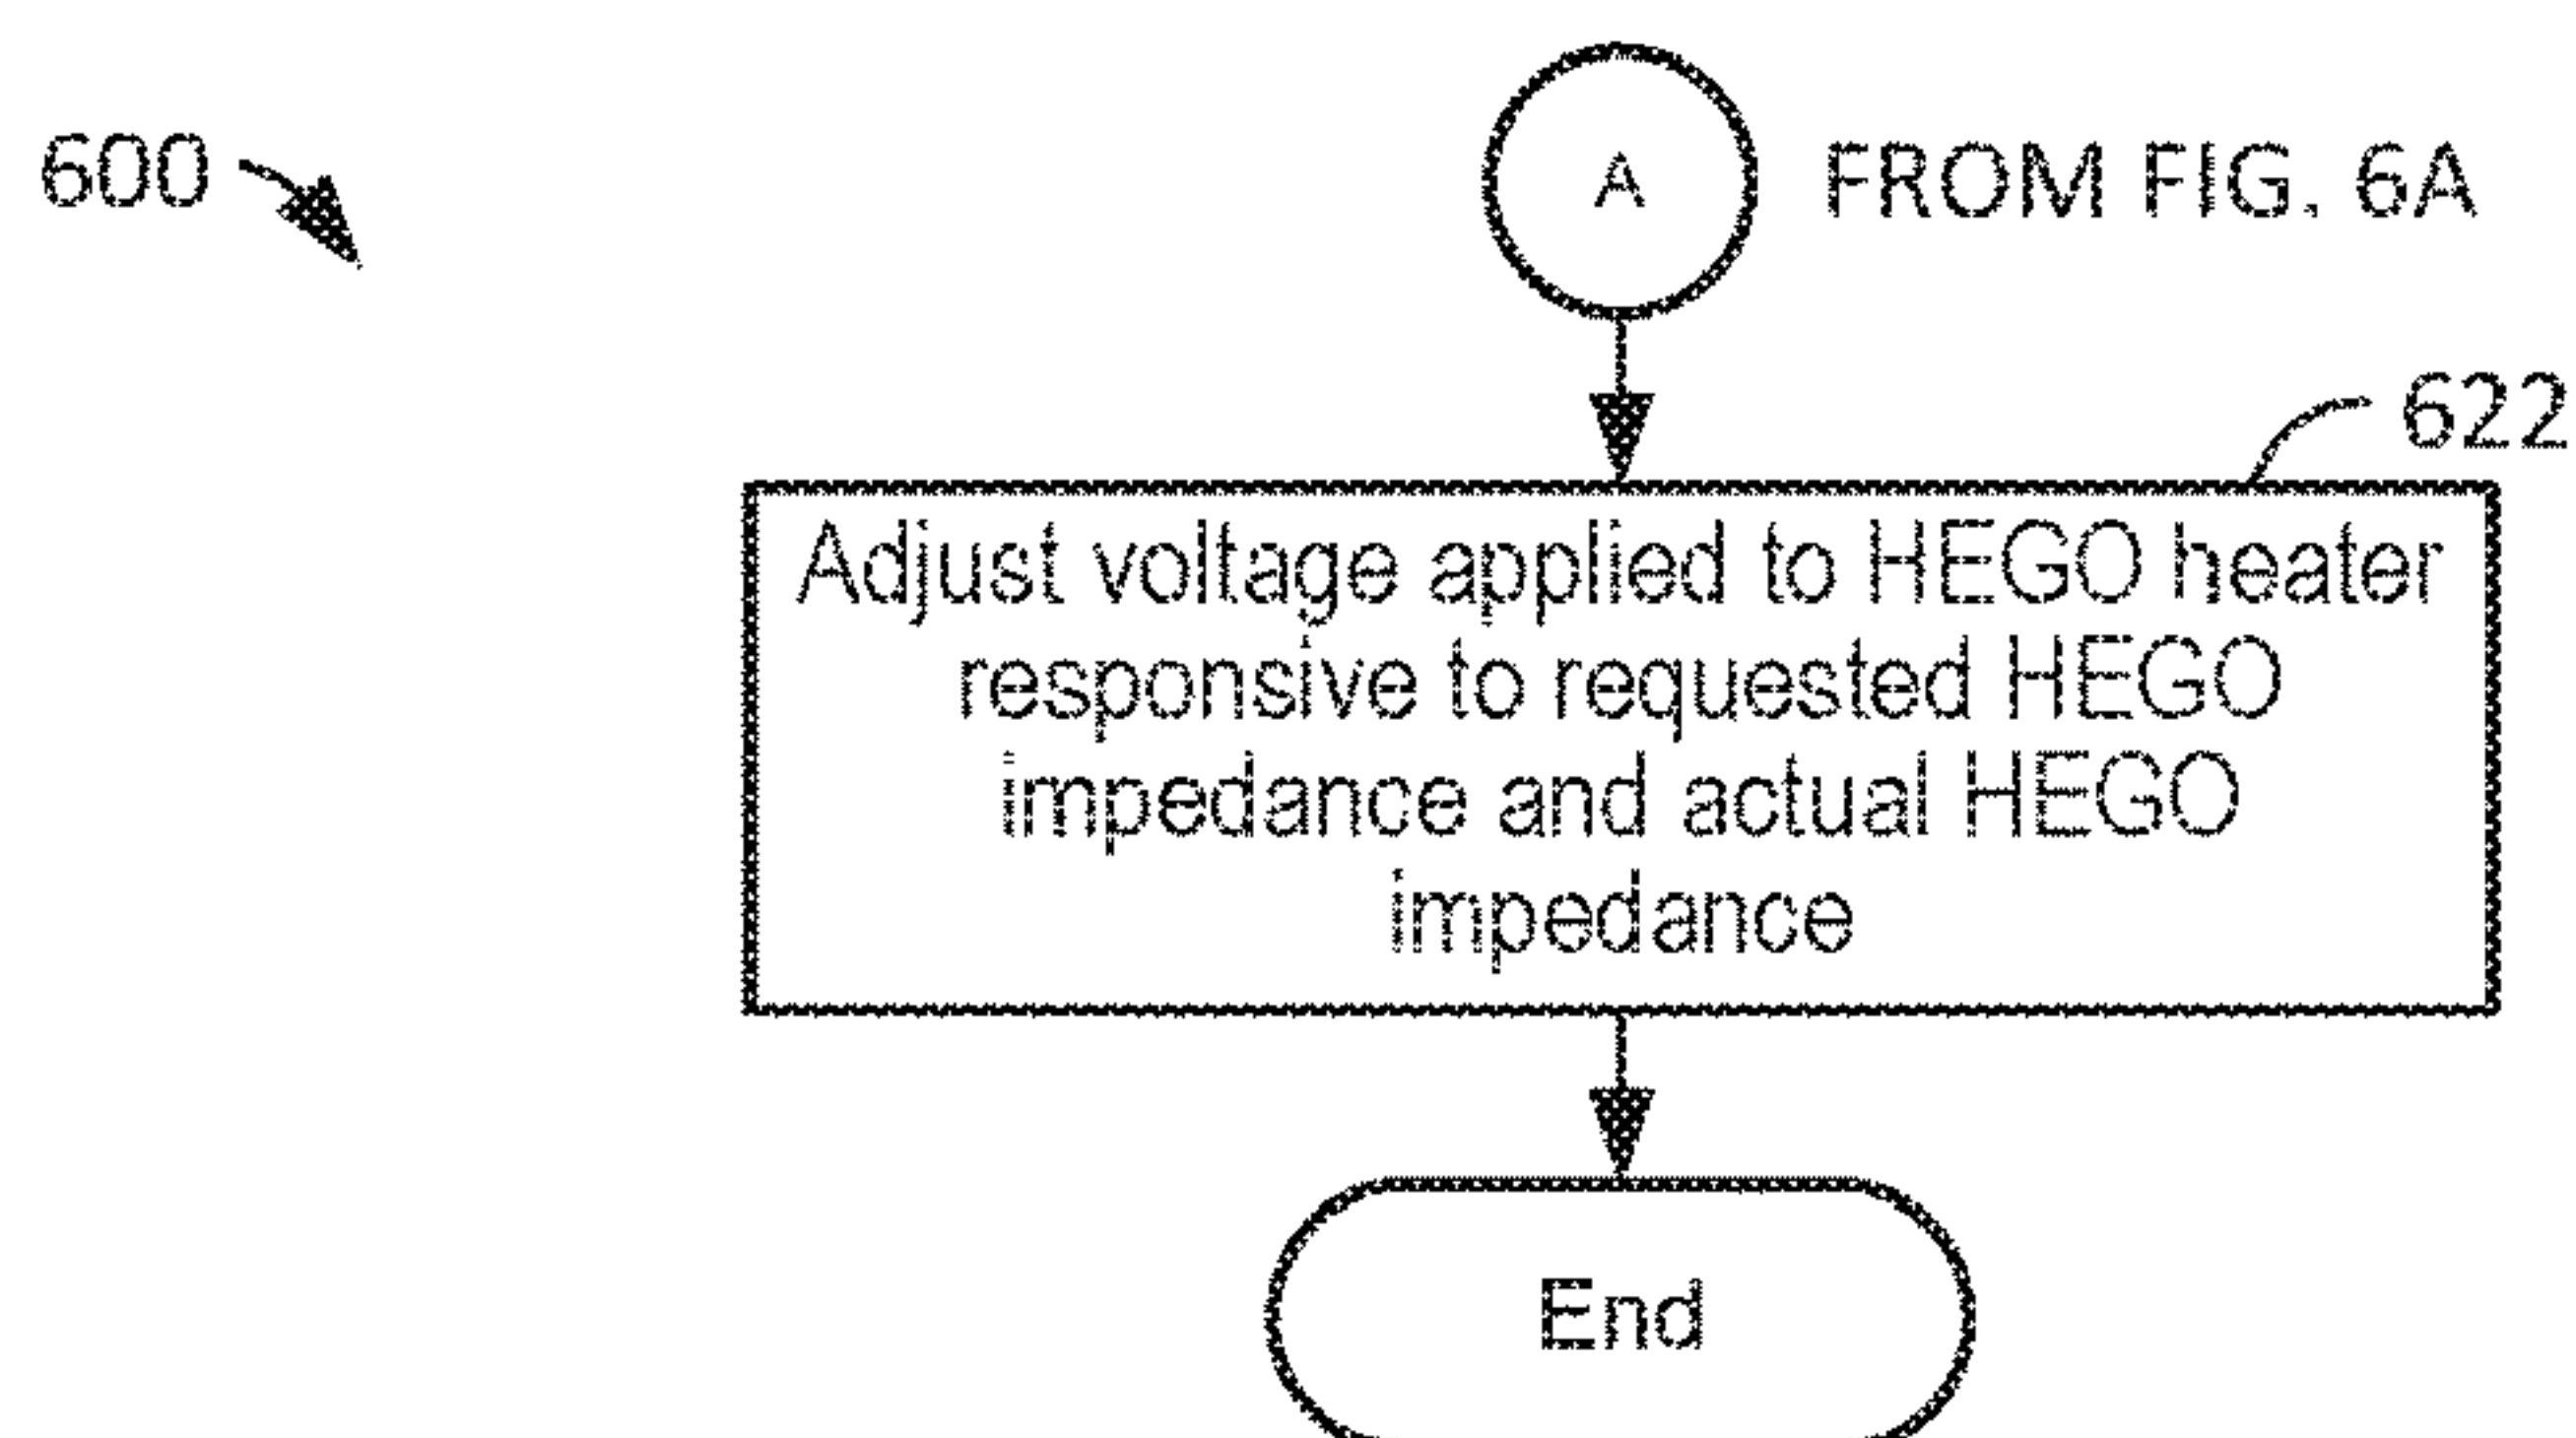 600
A
FROM FIG. 6A
622
Adjust voltage applied to HEGO heater
responsive to requested HEGO
impedance and actual HEGO
impedance
End